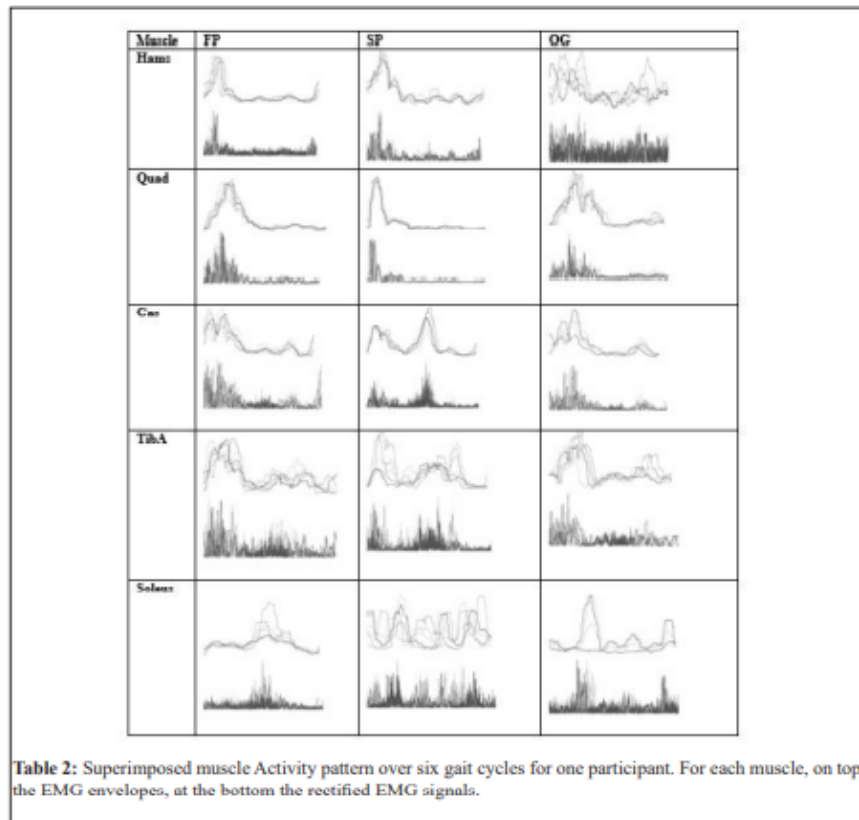 Muscle FP SP OG
Hams
Quad
Gas
TibA
Soleus
Table 2: Superimposed muscle Activity pattern over six gait cycles for one participant. For each muscle, on top
the EMG envelopes, at the bottom the rectified EMG signals.